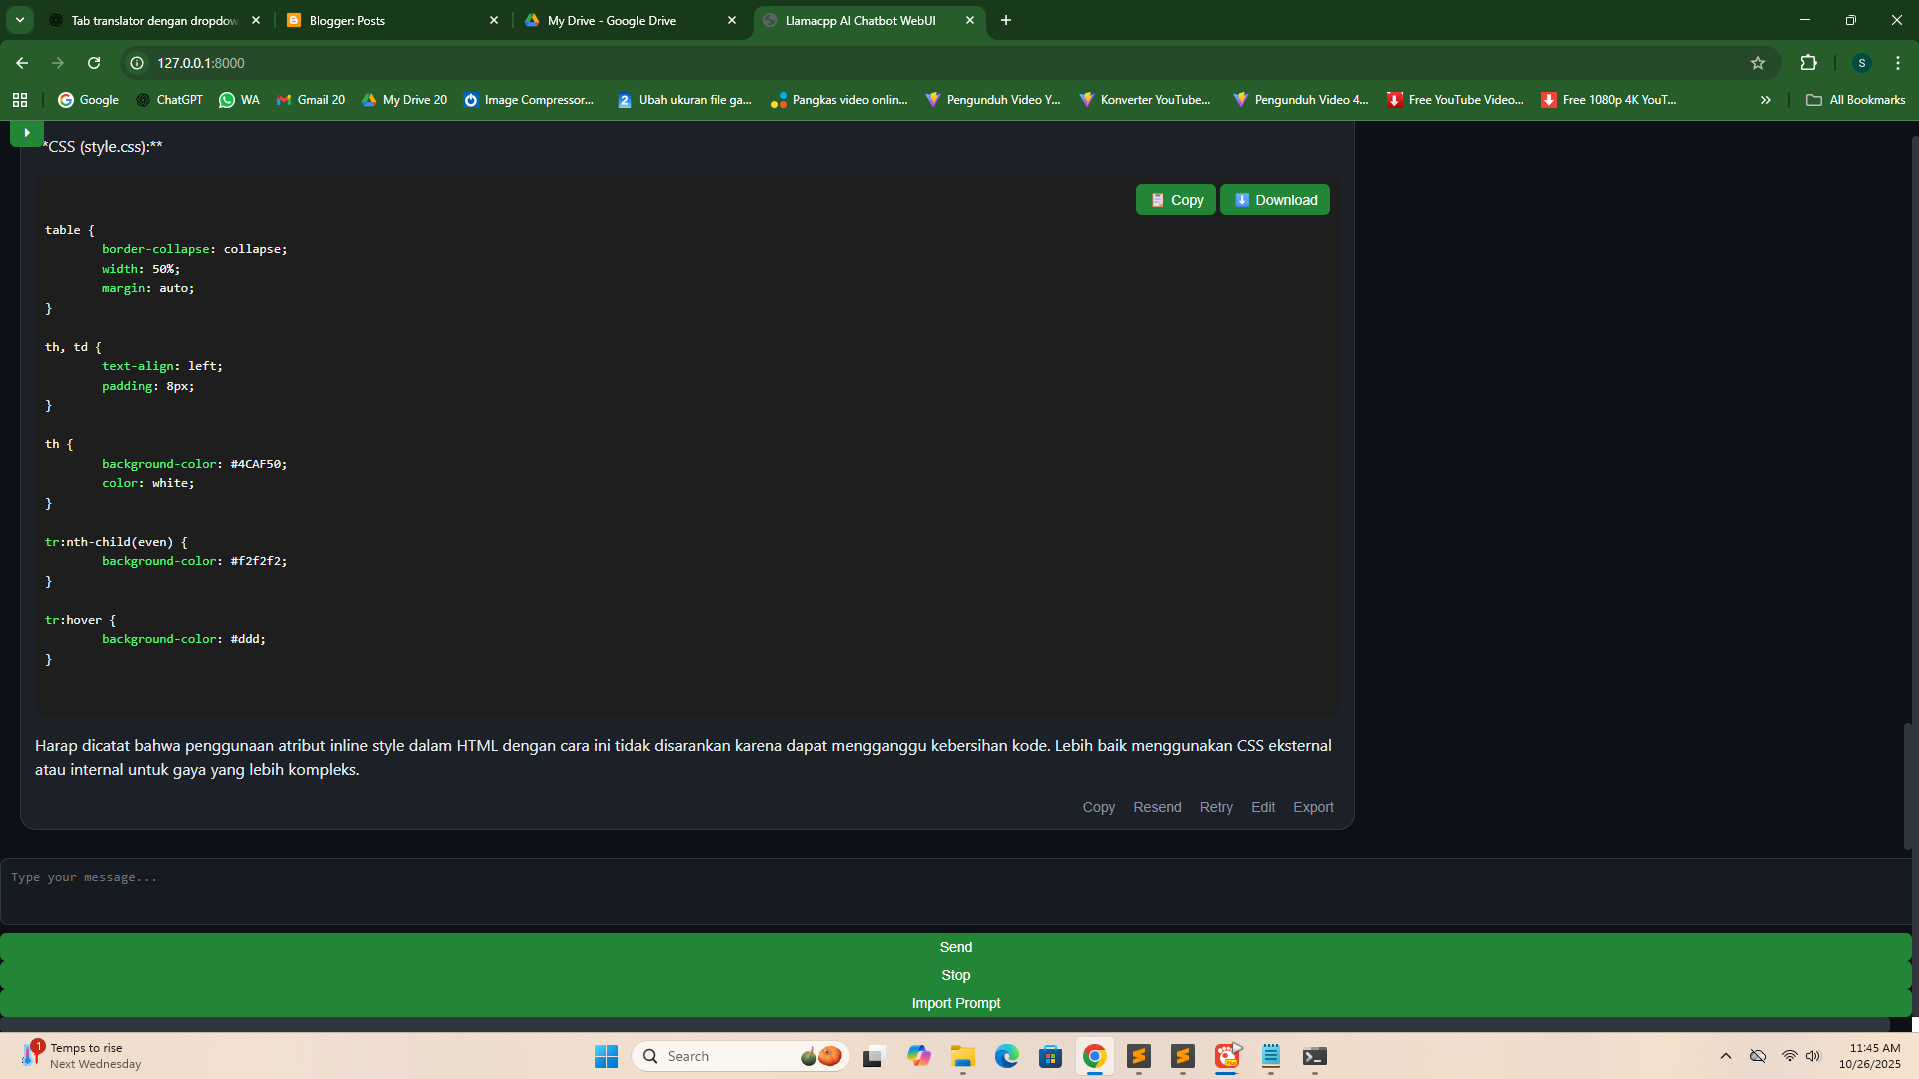 Tab translator dengan dropdow
Blogger: Posts
My Drive - Google Drive
Llamacpp AI Chatbot WebUI
127.0.0.1:8000
S
Google
ChatGPT
WA
Gmail 20
My Drive 20
Image Compressor...
Ubah ukuran file ga...
Pangkas video onlin...
Pengunduh Video Y...
Konverter YouTube...
Pengunduh Video 4...
Free YouTube Video...
Free 1080p 4K YouT...
All Bookmarks
*CSS (style.css):**
Copy
Download
table {
border-collapse: collapse;
width: 50%;
margin: auto;
}
th, td {
text-align: left;
padding: 8px;
}
th {
background-color: #4CAF50;
color: white;
}
tr:nth-child(even) {
background-color: #f2f2f2;
}
tr:hover {
background-color: #ddd;
}
Harap dicatat bahwa penggunaan atribut inline style dalam HTML dengan cara ini tidak disarankan karena dapat mengganggu kebersihan kode. Lebih baik menggunakan CSS eksternal
atau internal untuk gaya yang lebih kompleks.
Copy Resend Retry Edit Export
Type your message...
Send
Stop
Import Prompt
1
Temps to rise
Next Wednesday
Search
11:45 AM
10/26/2025